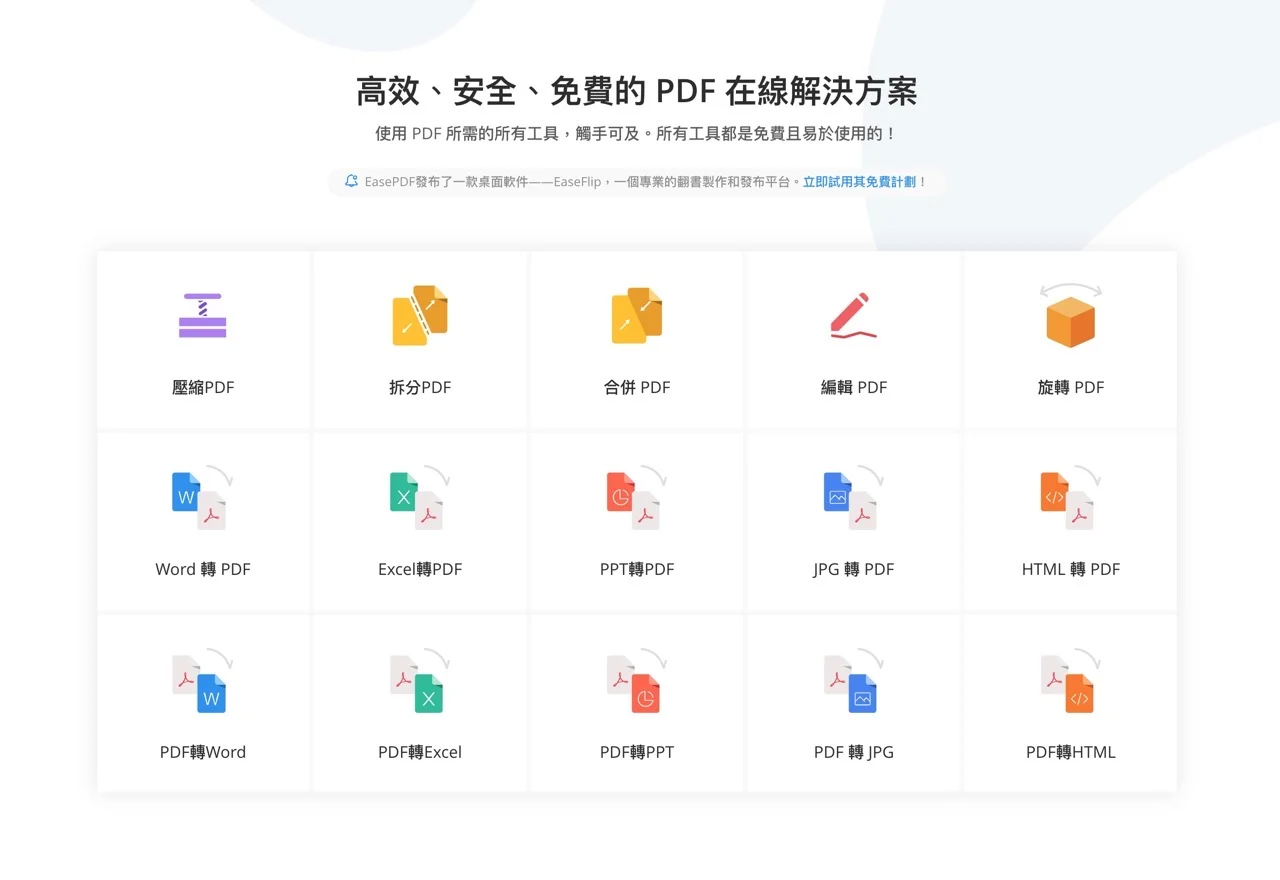 高效、安全、免費的 PDF 在線解決方案
使用 PDF 所需的所有工具，觸手可及。所有工具都是免費且易於使用的！
EasePDF發布了一款桌面軟件——EaseFlip，一個專業的翻書製作和發布平台。立即試用其免費計劃！
壓縮PDF
拆分PDF
合併 PDF
編輯 PDF
旋轉 PDF
W
X
Word 轉 PDF
Excel轉PDF
PPT轉PDF
JPG 轉 PDF
HTML 轉 PDF
W
X
PDF轉Word
PDF轉Excel
PDF轉PPT
PDF 轉 JPG
PDF轉HTML